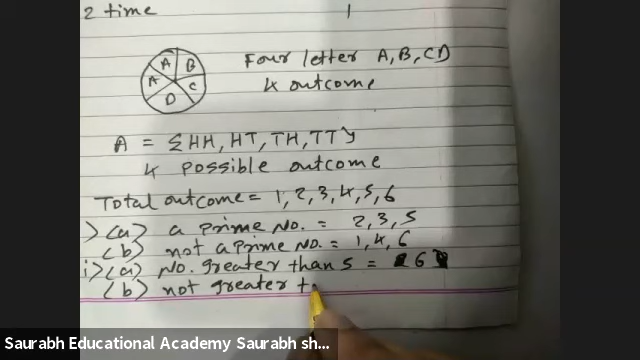 2 time 1
A B
A C
D
Four letter A, B, CD
4 outcome
A = {HH, HT, TH, TT}
4 possible outcome
Total outcome = 1, 2, 3, 4, 5, 6
>(a) a prime No. = 2, 3, 5
(b) not a prime No. = 1, 4, 6
i>(a) No. greater than 5 = 6
(b) not greater t
Saurabh Educational Academy Saurabh sh...